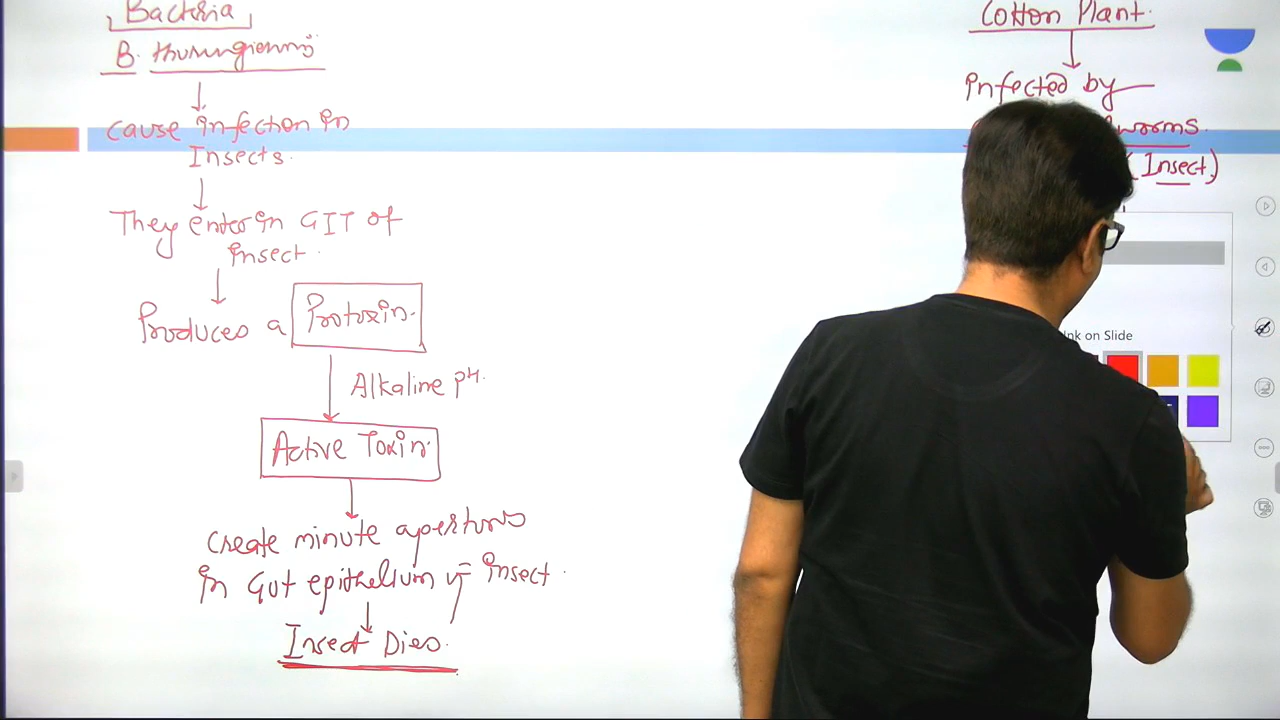 Bacteria
B. thuringiensis
cause infection in
Insects.
They enter in GIT of
insect.
Produces a Protoxin.
Alkaline pH.
Active Toxin.
Create minute apertures
in Gut epithelium of insect.
Insect Dies.
Cotton Plant.
infected by
worms.
(Insect)
Ink on Slide